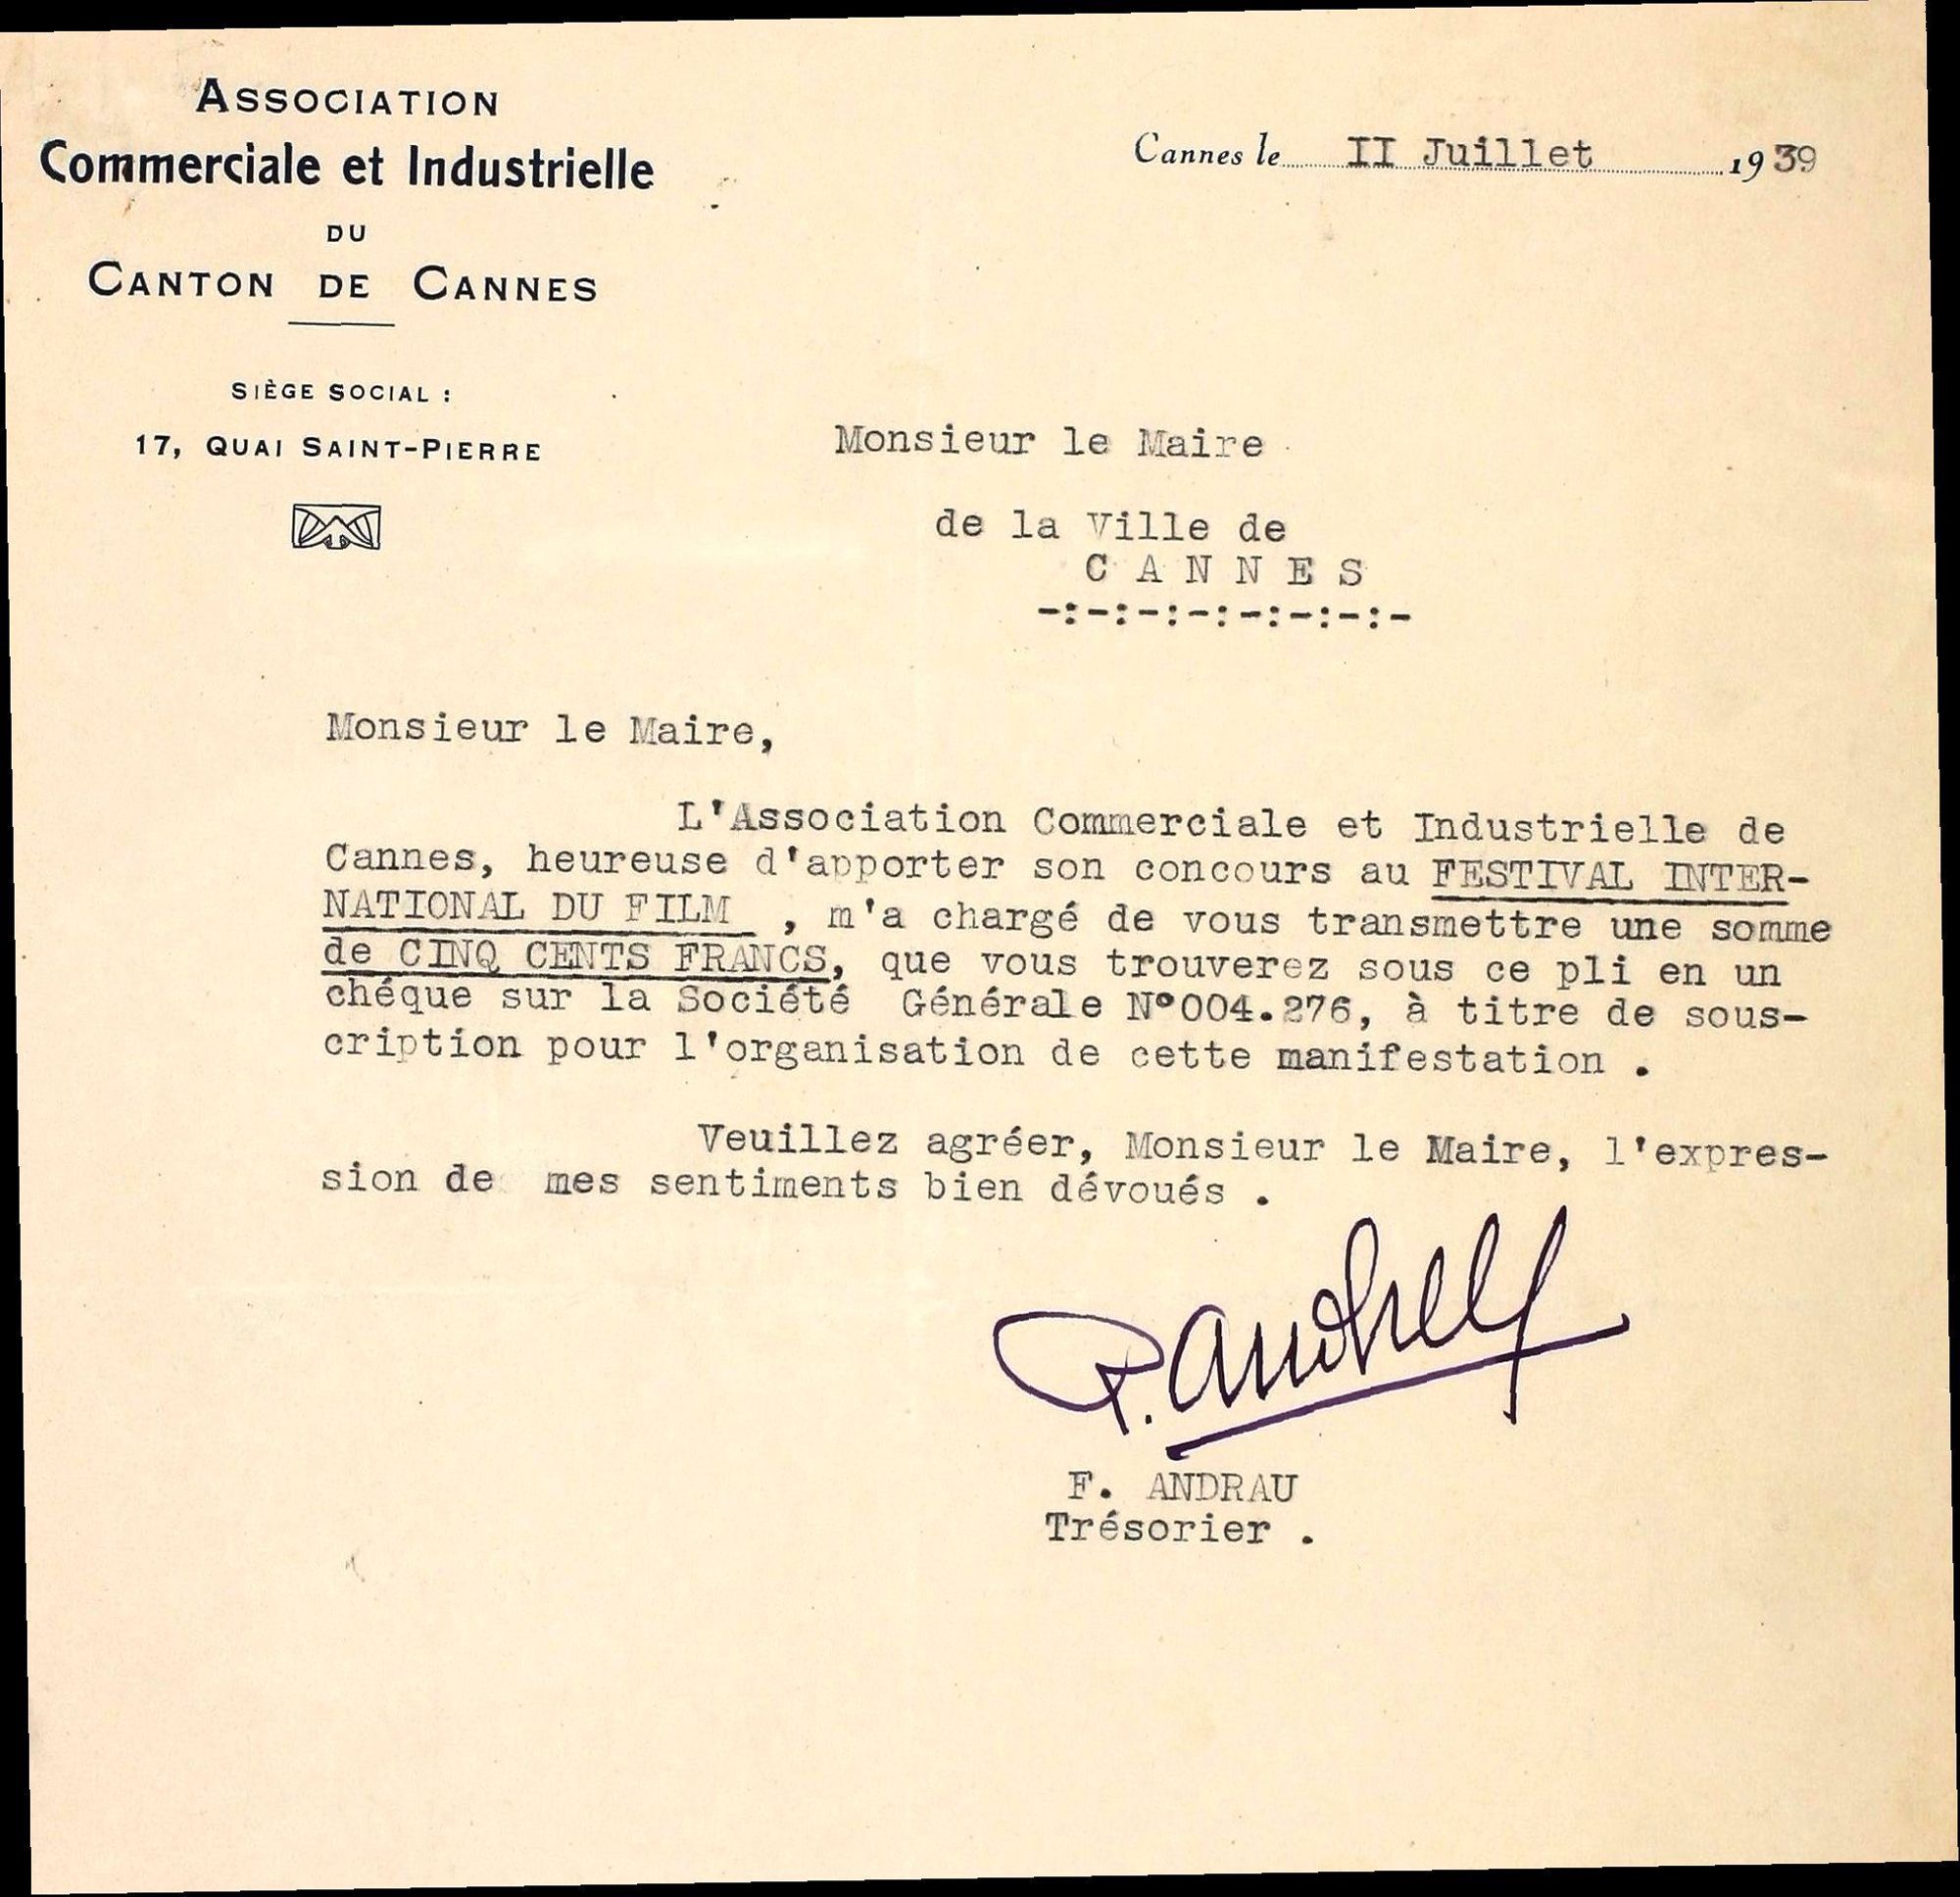 ASSOCIATION
Commerciale et Industrielle
DU
CANTON DE CANNES
SIÈGE SOCIAL :
17, QUAI SAINT-PIERRE
Cannes le II Juillet 1939
Monsieur le Maire
de la Ville de
C A N N E S
-:-:-:-:-:-:-:-
Monsieur le Maire,
L'Association Commerciale et Industrielle de
Cannes, heureuse d'apporter son concours au FESTIVAL INTER-
NATIONAL DU FILM , m'a chargé de vous transmettre une somme
de CINQ CENTS FRANCS, que vous trouverez sous ce pli en un
chéque sur la Société Générale N°004.276, à titre de sous-
cription pour l'organisation de cette manifestation .
Veuillez agréer, Monsieur le Maire, l'expres-
sion de mes sentiments bien dévoués .
F. ANDRAU
Trésorier .